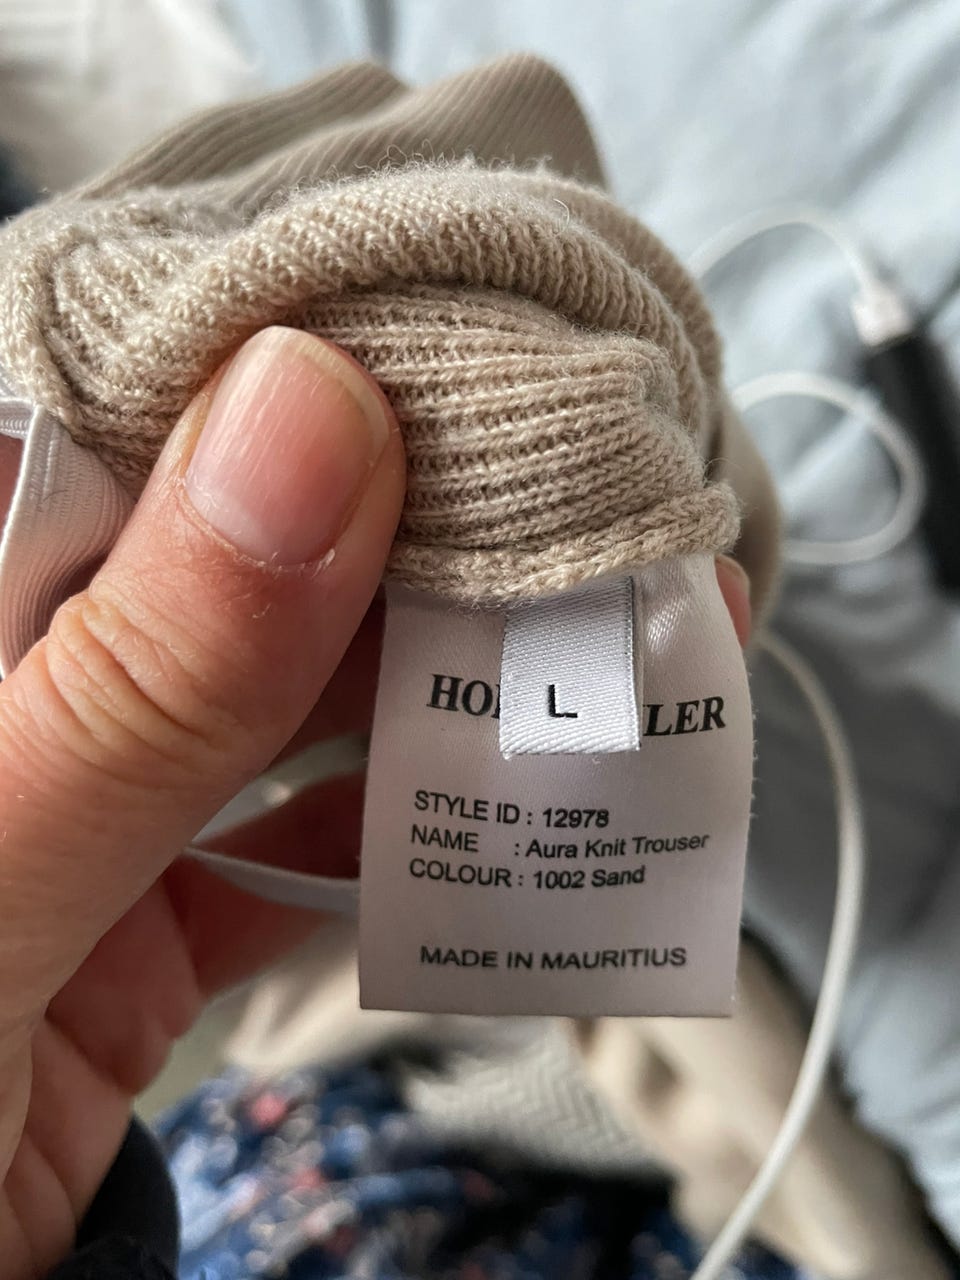 L
STYLE ID : 12978
NAME : Aura Knit Trouser
COLOUR : 1002 Sand
MADE IN MAURITIUS